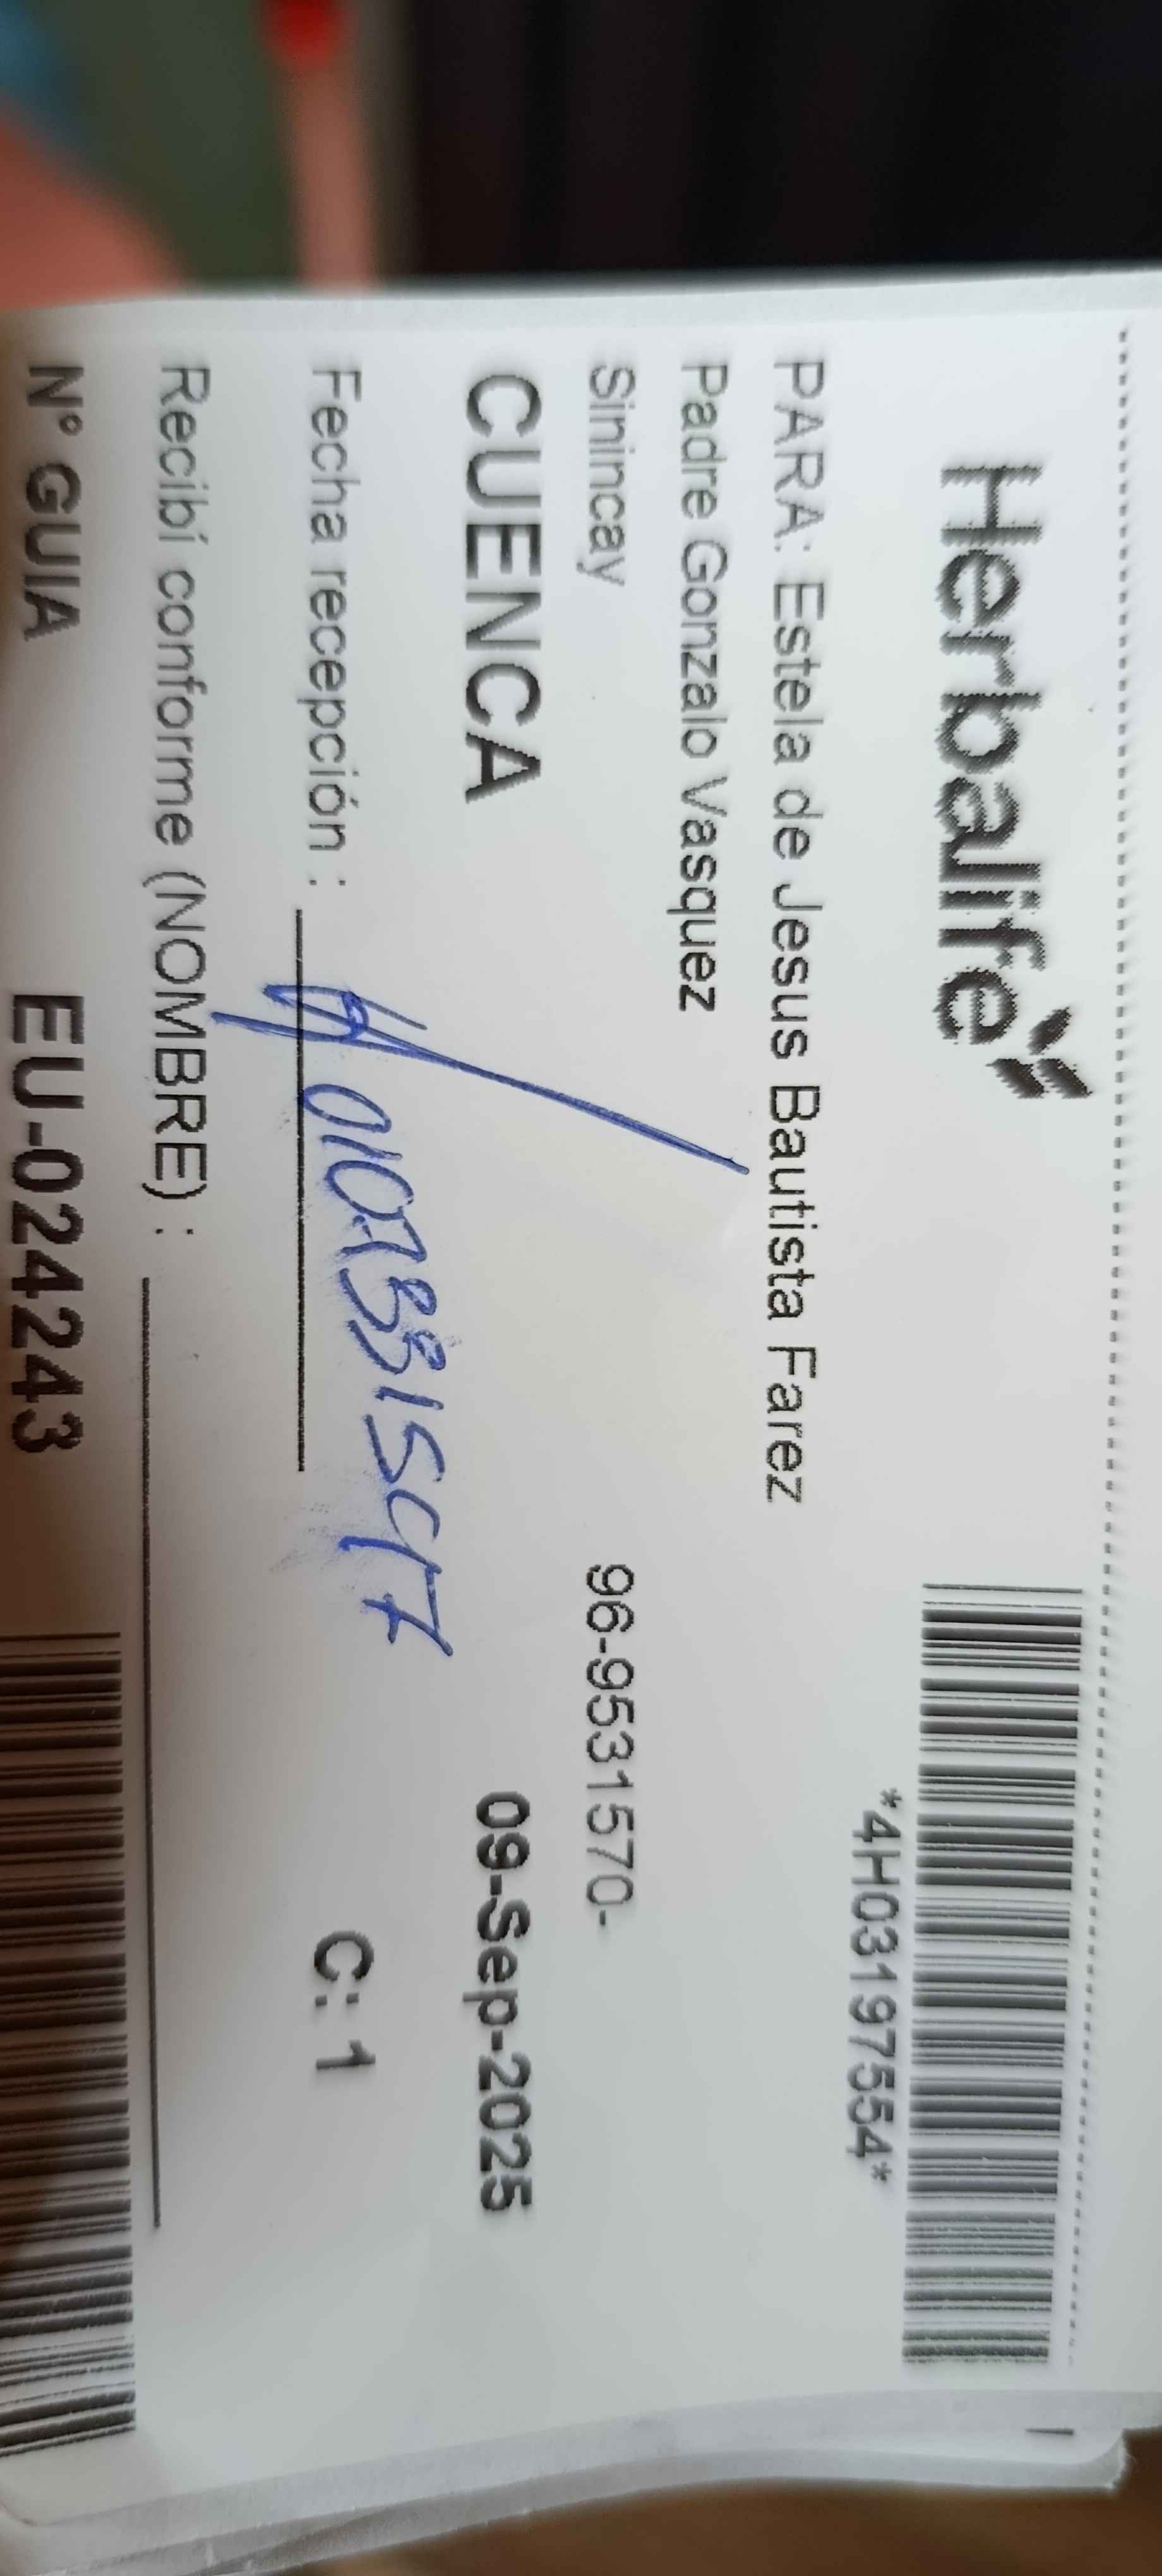 Herbalife
*4H03197554*
PARA: Estela de Jesus Bautista Farez
Padre Gonzalo Vasquez
Sinincay 96-9531570-
CUENCA 09-Sep-2025
Fecha recepción : C: 1
Recibí conforme (NOMBRE) :
N° GUIA EU-024243